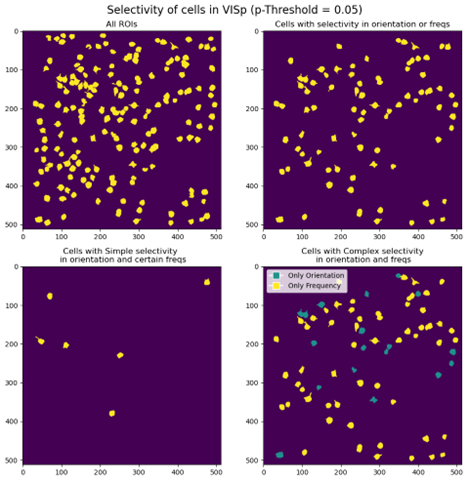 Selectivity of cells in VISp (p-Threshold = 0.05)
All ROIs
Cells with selectivity in orientation or freqs
0
100
200
300
400
500
0 100 200 300 400 500
0
100
200
300
400
500
0 100 200 300 400 500
Cells with Simple selectivity
in orientation and certain freqs
Cells with Complex selectivity
in orientation and freqs
0
100
200
300
400
500
0 100 200 300 400 500
Only Orientation
Only Frequency
0
100
200
300
400
500
0 100 200 300 400 500